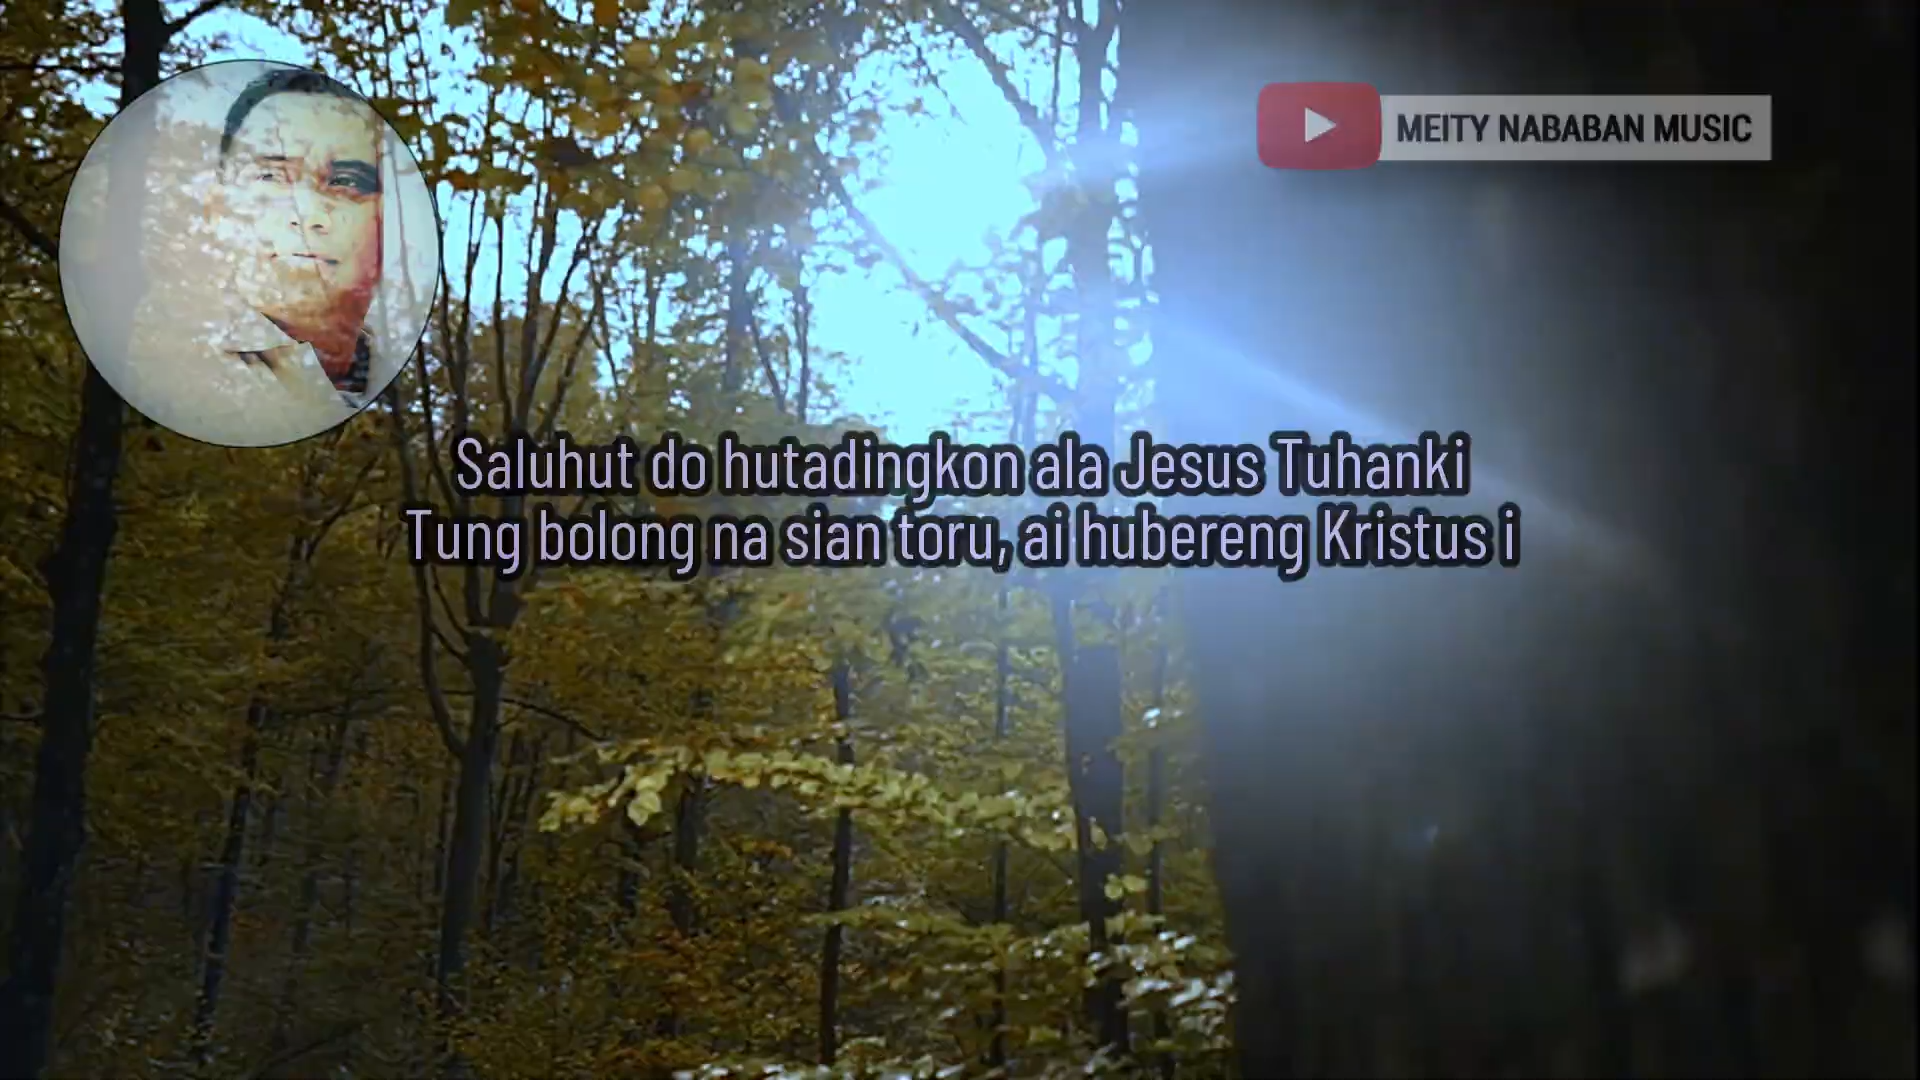 MEITY NABABAN MUSIC
Saluhut do hutadingkon ala Jesus Tuhanki
Tung bolong na sian toru, ai hubereng Kristus i